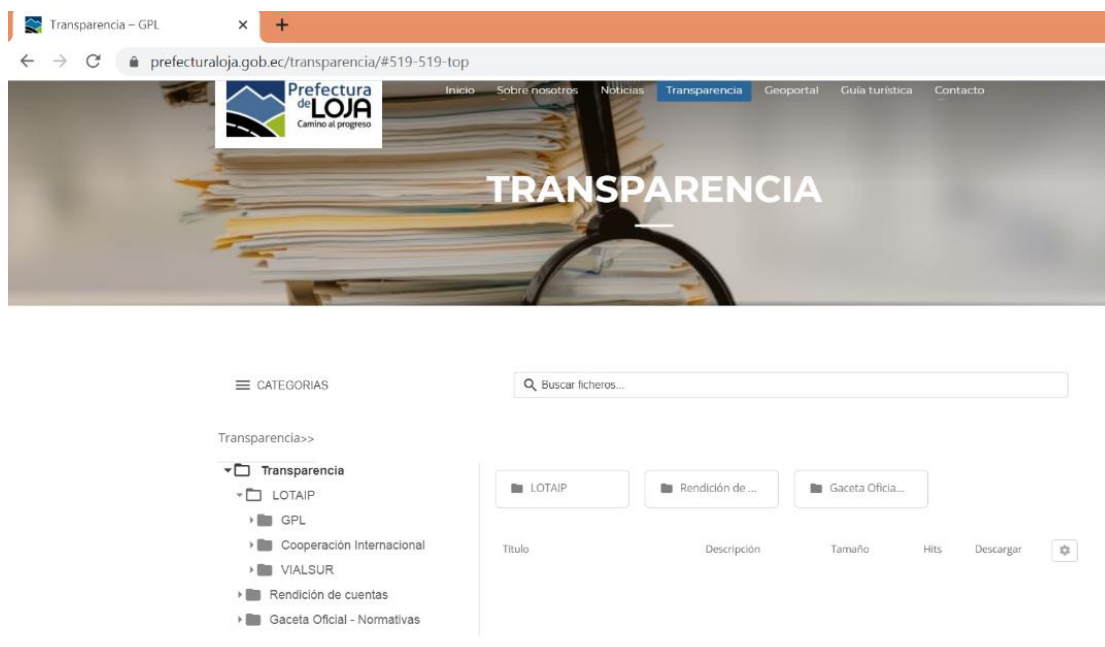 Transparencia – GPL
prefecturaloja.gob.ec/transparencia/#519-519-top
Prefectura
de LOJA
Camino al progreso
Inicio Sobre nosotros Noticias Transparencia Geoportal Guía turística Contacto
TRANSPARENCIA
CATEGORIAS
Buscar ficheros...
Transparencia>>
Transparencia
LOTAIP
GPL
Cooperación Internacional
VIALSUR
Rendición de cuentas
Gaceta Oficial - Normativas
LOTAIP Rendición de ... Gaceta Oficia...
Título Descripción Tamaño Hits Descargar